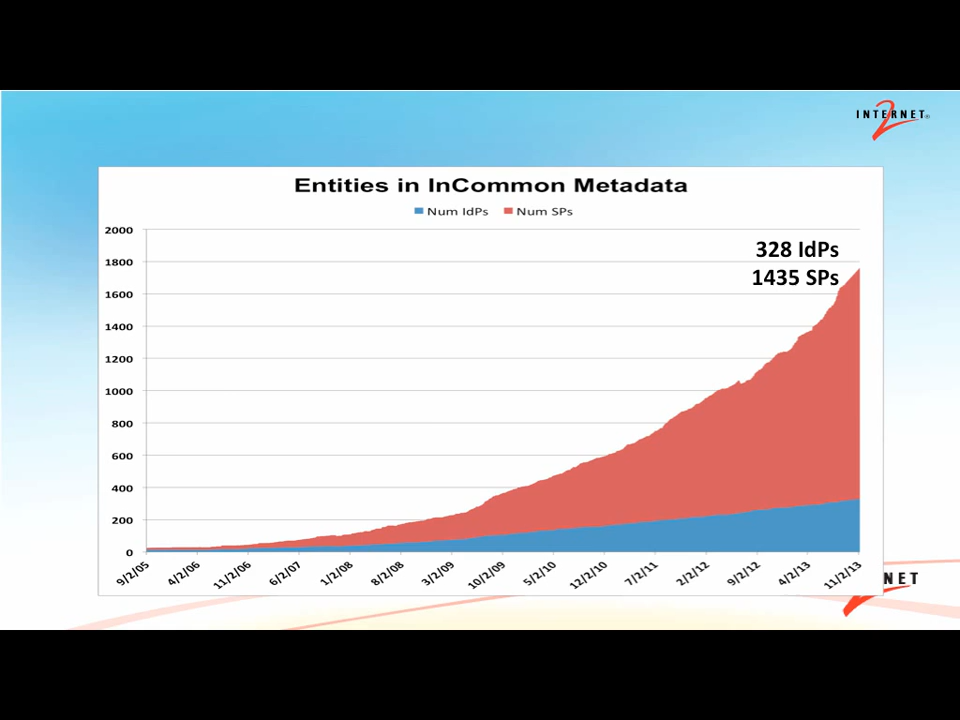 INTERNET®
2
Entities in InCommon Metadata
Num IdPs Num SPs
328 IdPs
1435 SPs
2000
1800
1600
1400
1200
1000
800
600
400
200
0
9/2/05 4/2/06 11/2/06 6/2/07 1/2/08 8/2/08 3/2/09 10/2/09 5/2/10 12/2/10 7/2/11 2/2/12 9/2/12 4/2/13 11/2/13
NET
2